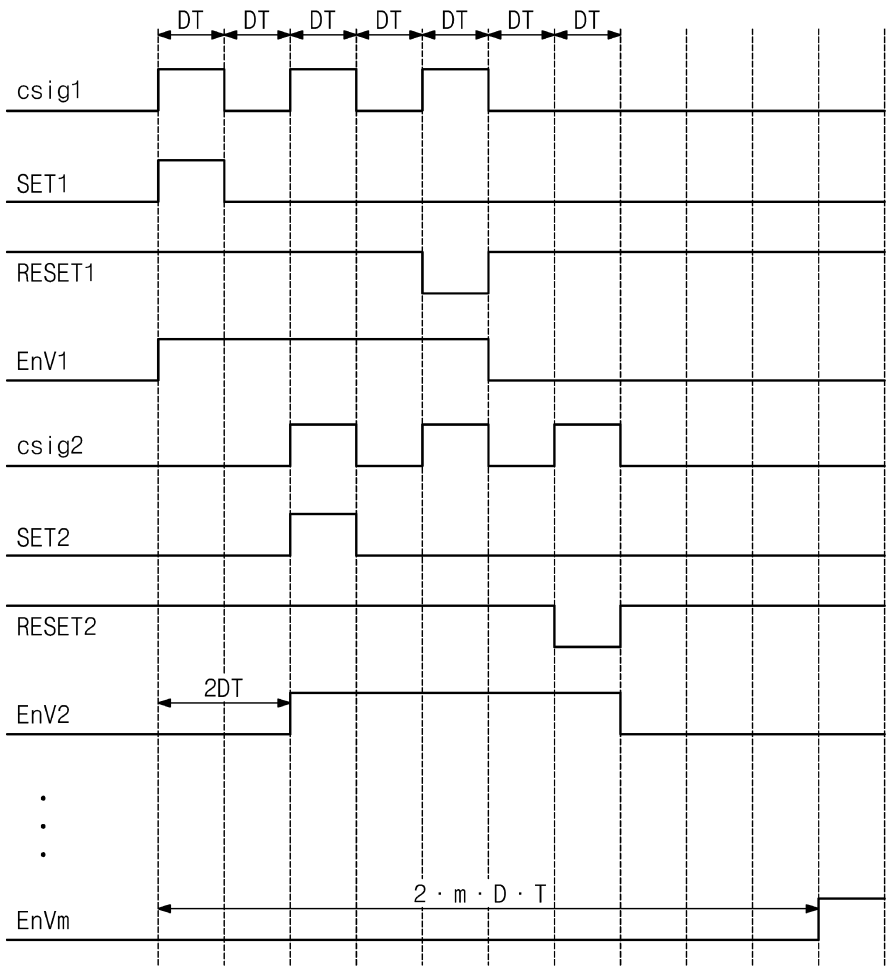 DT DT DT DT DT DT DT
csig1
SET1
RESET1
EnV1
csig2
SET2
RESET2
2DT
EnV2
2 · m · D · T
EnVm